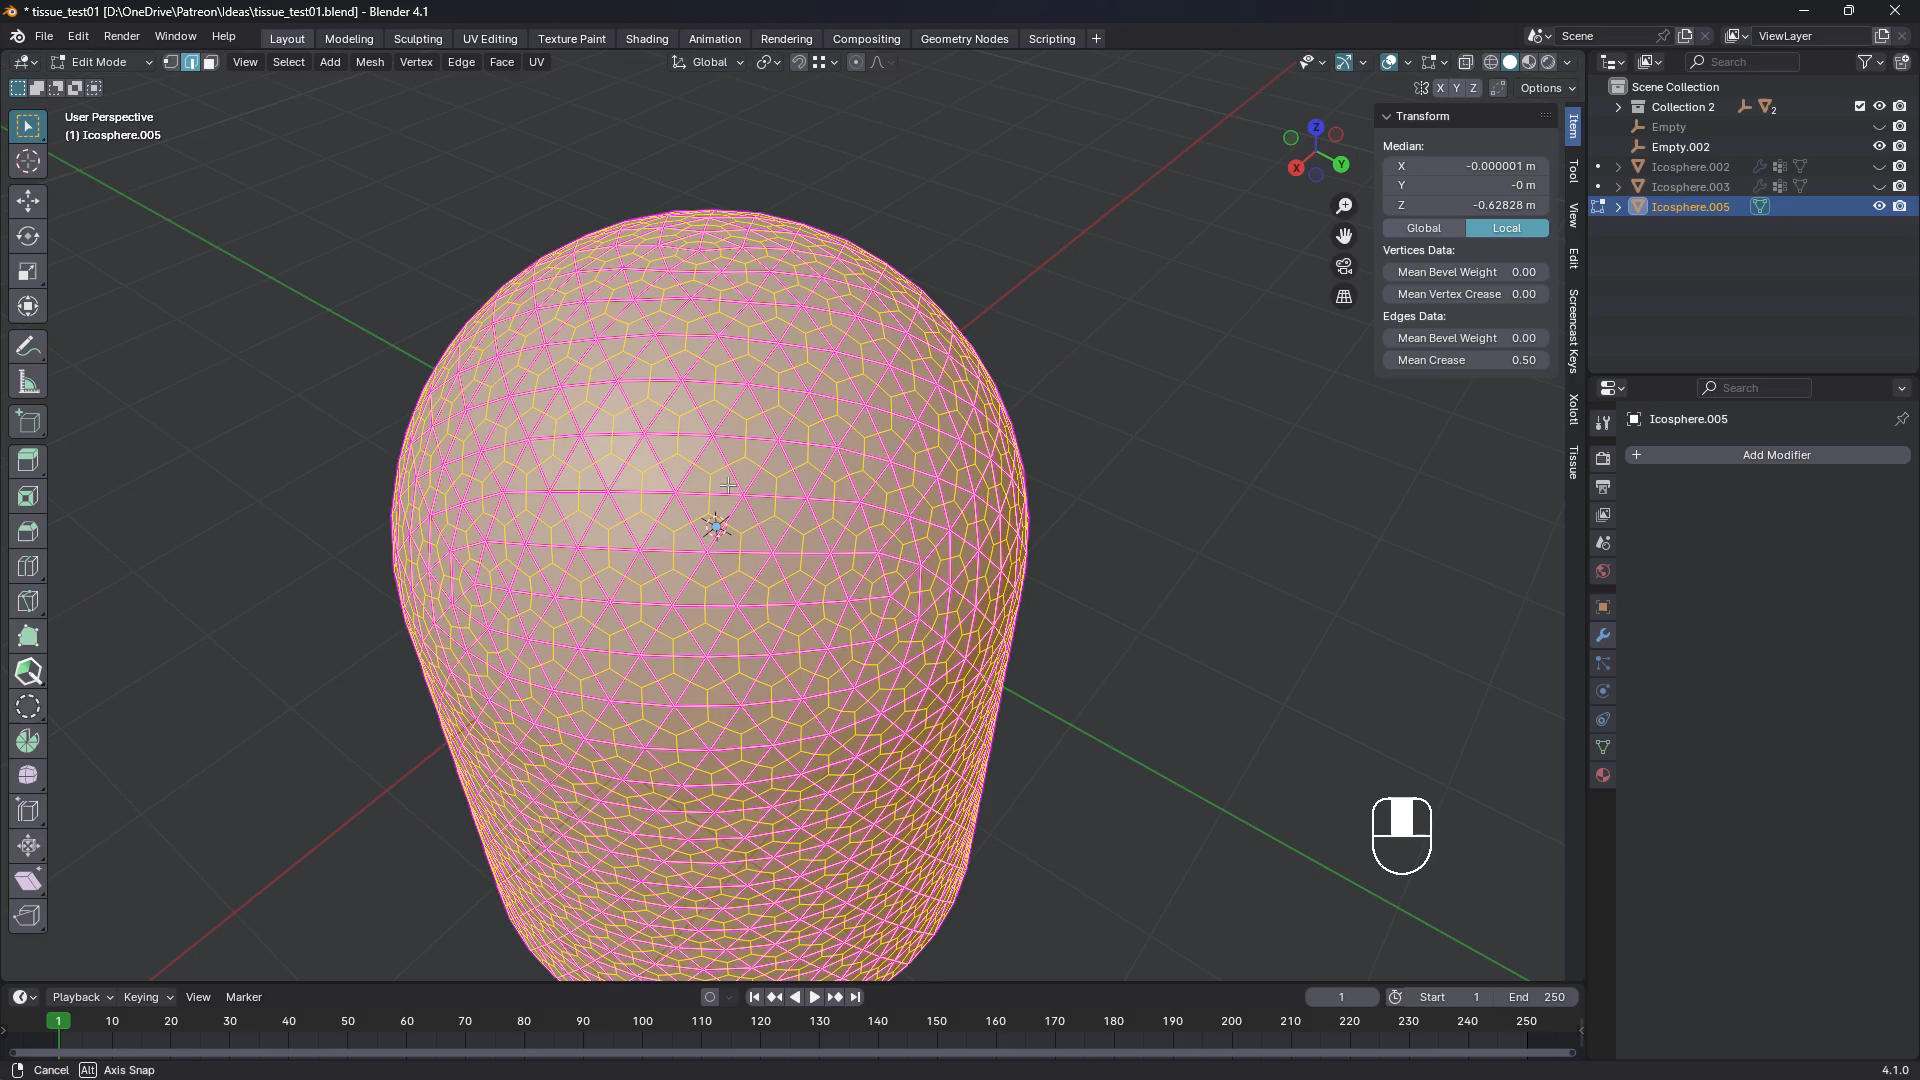 * tissue_test01 [D:\OneDrive\Patreon\Ideas\tissue_test01.blend] - Blender 4.1
File Edit Render Window Help
Layout Modeling Sculpting UV Editing Texture Paint Shading Animation Rendering Compositing Geometry Nodes Scripting +
Scene
ViewLayer
Edit Mode View Select Add Mesh Vertex Edge Face UV
Global
Search
X Y Z Options
User Perspective
(1) Icosphere.005
Z
Y
X
Transform
Median:
X -0.000001 m
Y -0 m
Z -0.62828 m
Global Local
Vertices Data:
Mean Bevel Weight 0.00
Mean Vertex Crease 0.00
Edges Data:
Mean Bevel Weight 0.00
Mean Crease 0.50
Item
Tool
View
Edit
Screencast Keys
Xolotl
Tissue
Scene Collection
Collection 2 2
Empty
Empty.002
Icosphere.002
Icosphere.003
Icosphere.005
Search
Icosphere.005
+ Add Modifier
Playback Keying View Marker
1
Start 1 End 250
1 10 20 30 40 50 60 70 80 90 100 110 120 130 140 150 160 170 180 190 200 210 220 230 240 250
Cancel Alt Axis Snap
4.1.0